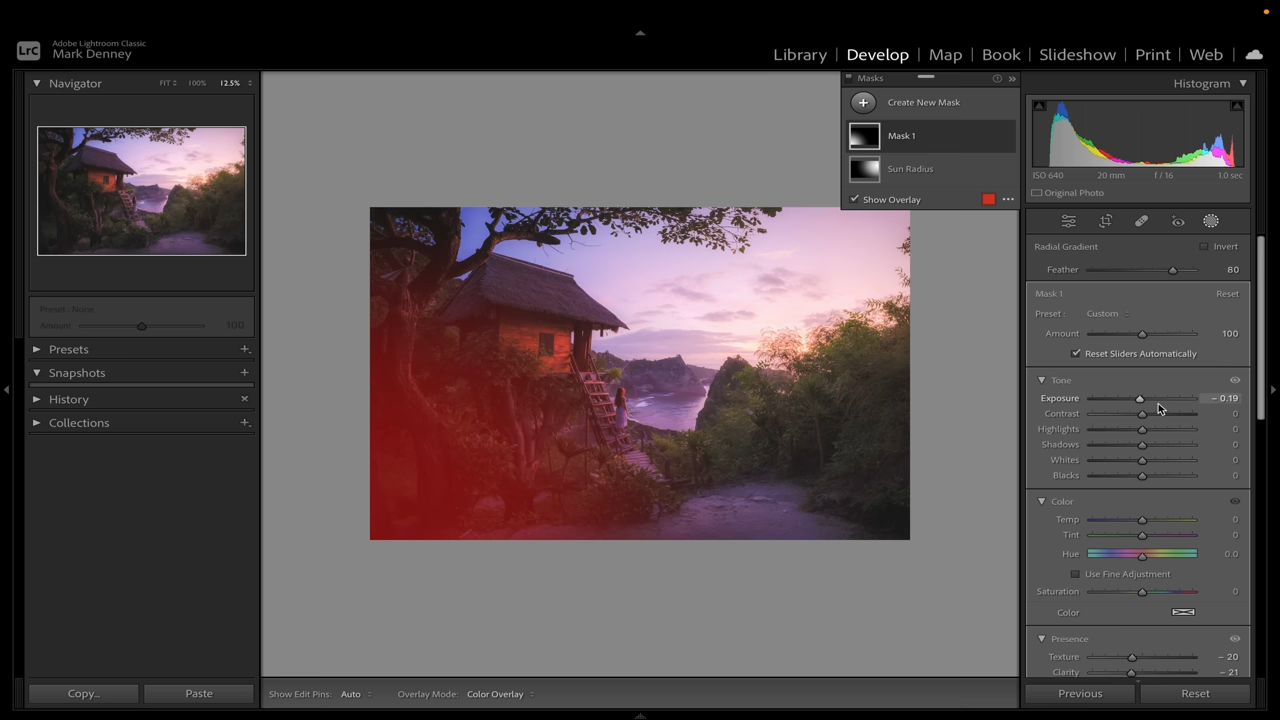 LrC
Adobe Lightroom Classic
Mark Denney
Library | Develop | Map | Book | Slideshow | Print | Web
Navigator
FIT
100%
12.5%
Preset : None
Amount
100
Presets
Snapshots
History
Collections
Copy...
Paste
Masks
Create New Mask
Mask 1
Sun Radius
Show Overlay
Show Edit Pins: Auto
Overlay Mode: Color Overlay
Histogram
ISO 640
20 mm
f / 16
1.0 sec
Original Photo
Radial Gradient
Invert
Feather
80
Mask 1
Reset
Preset : Custom
Amount
100
Reset Sliders Automatically
Tone
Exposure
– 0.19
Contrast
0
Highlights
0
Shadows
0
Whites
0
Blacks
0
Color
Temp
0
Tint
0
Hue
0.0
Use Fine Adjustment
Saturation
0
Color
Presence
Texture
– 20
Clarity
– 21
Previous
Reset